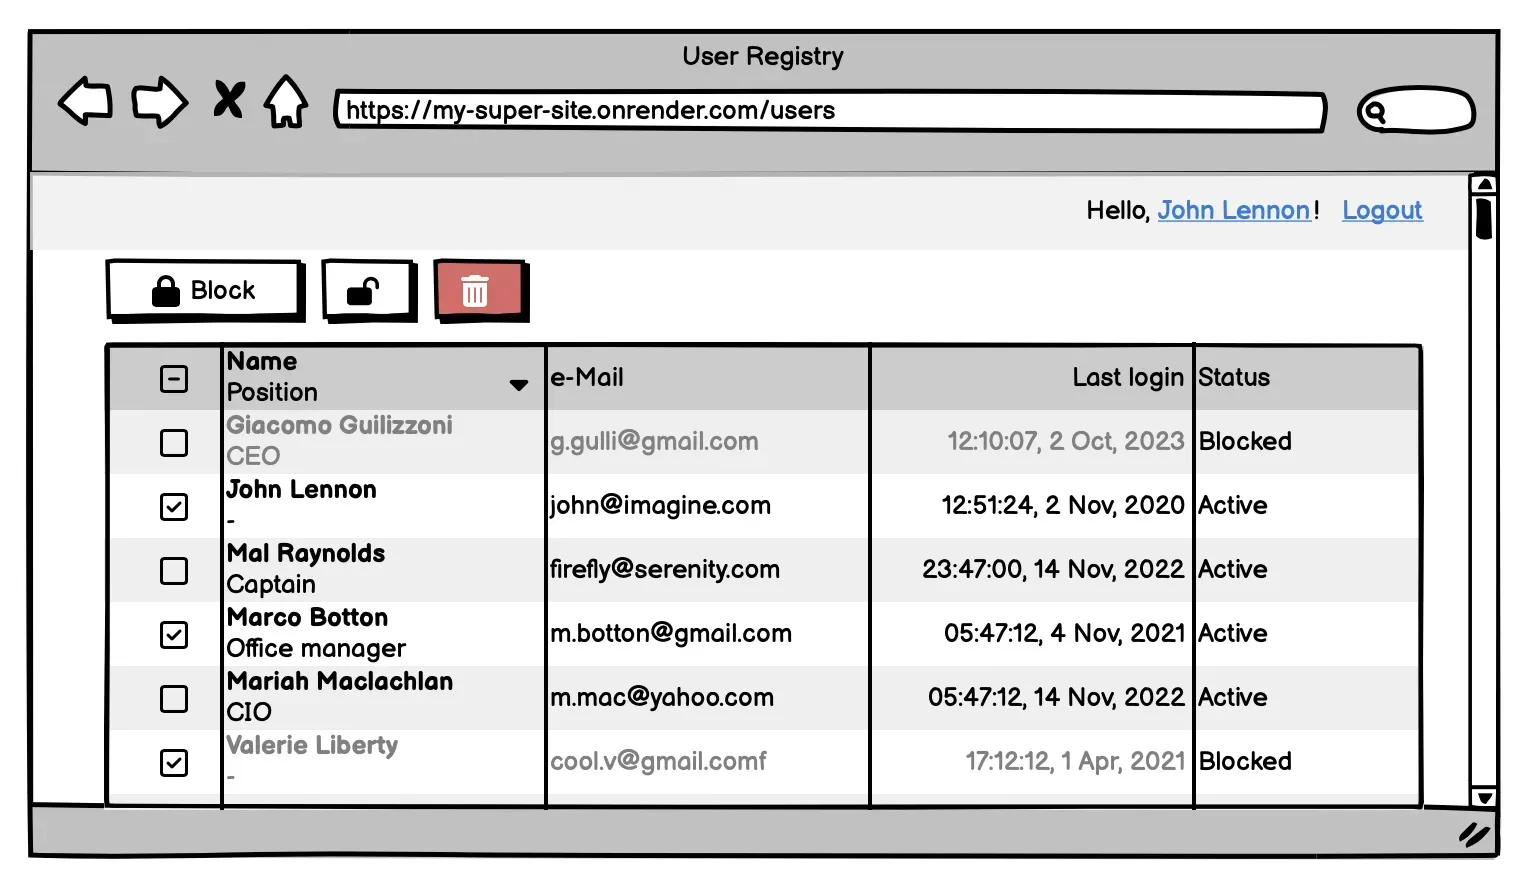 User Registry
https://my-super-site.onrender.com/users
Hello, John Lennon! Logout
Block
Name
Position
e-Mail
Last login
Status
Giacomo Guilizzoni
CEO
g.gulli@gmail.com
12:10:07, 2 Oct, 2023
Blocked
John Lennon
-
john@imagine.com
12:51:24, 2 Nov, 2020
Active
Mal Raynolds
Captain
firefly@serenity.com
23:47:00, 14 Nov, 2022
Active
Marco Botton
Office manager
m.botton@gmail.com
05:47:12, 4 Nov, 2021
Active
Mariah Maclachlan
CIO
m.mac@yahoo.com
05:47:12, 14 Nov, 2022
Active
Valerie Liberty
-
cool.v@gmail.comf
17:12:12, 1 Apr, 2021
Blocked